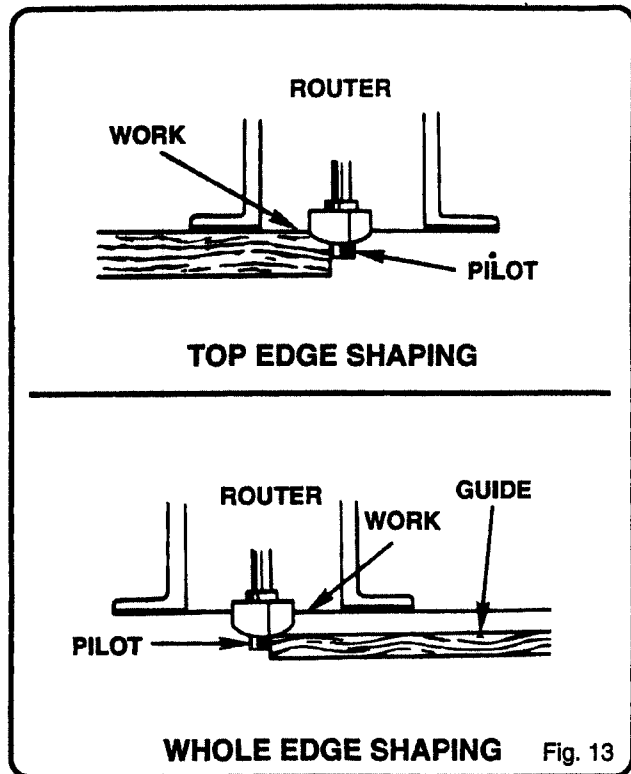 ROUTER
WORK
PILOT
TOP EDGE SHAPING
ROUTER
GUIDE
WORK
PILOT
WHOLE EDGE SHAPING Fig. 13